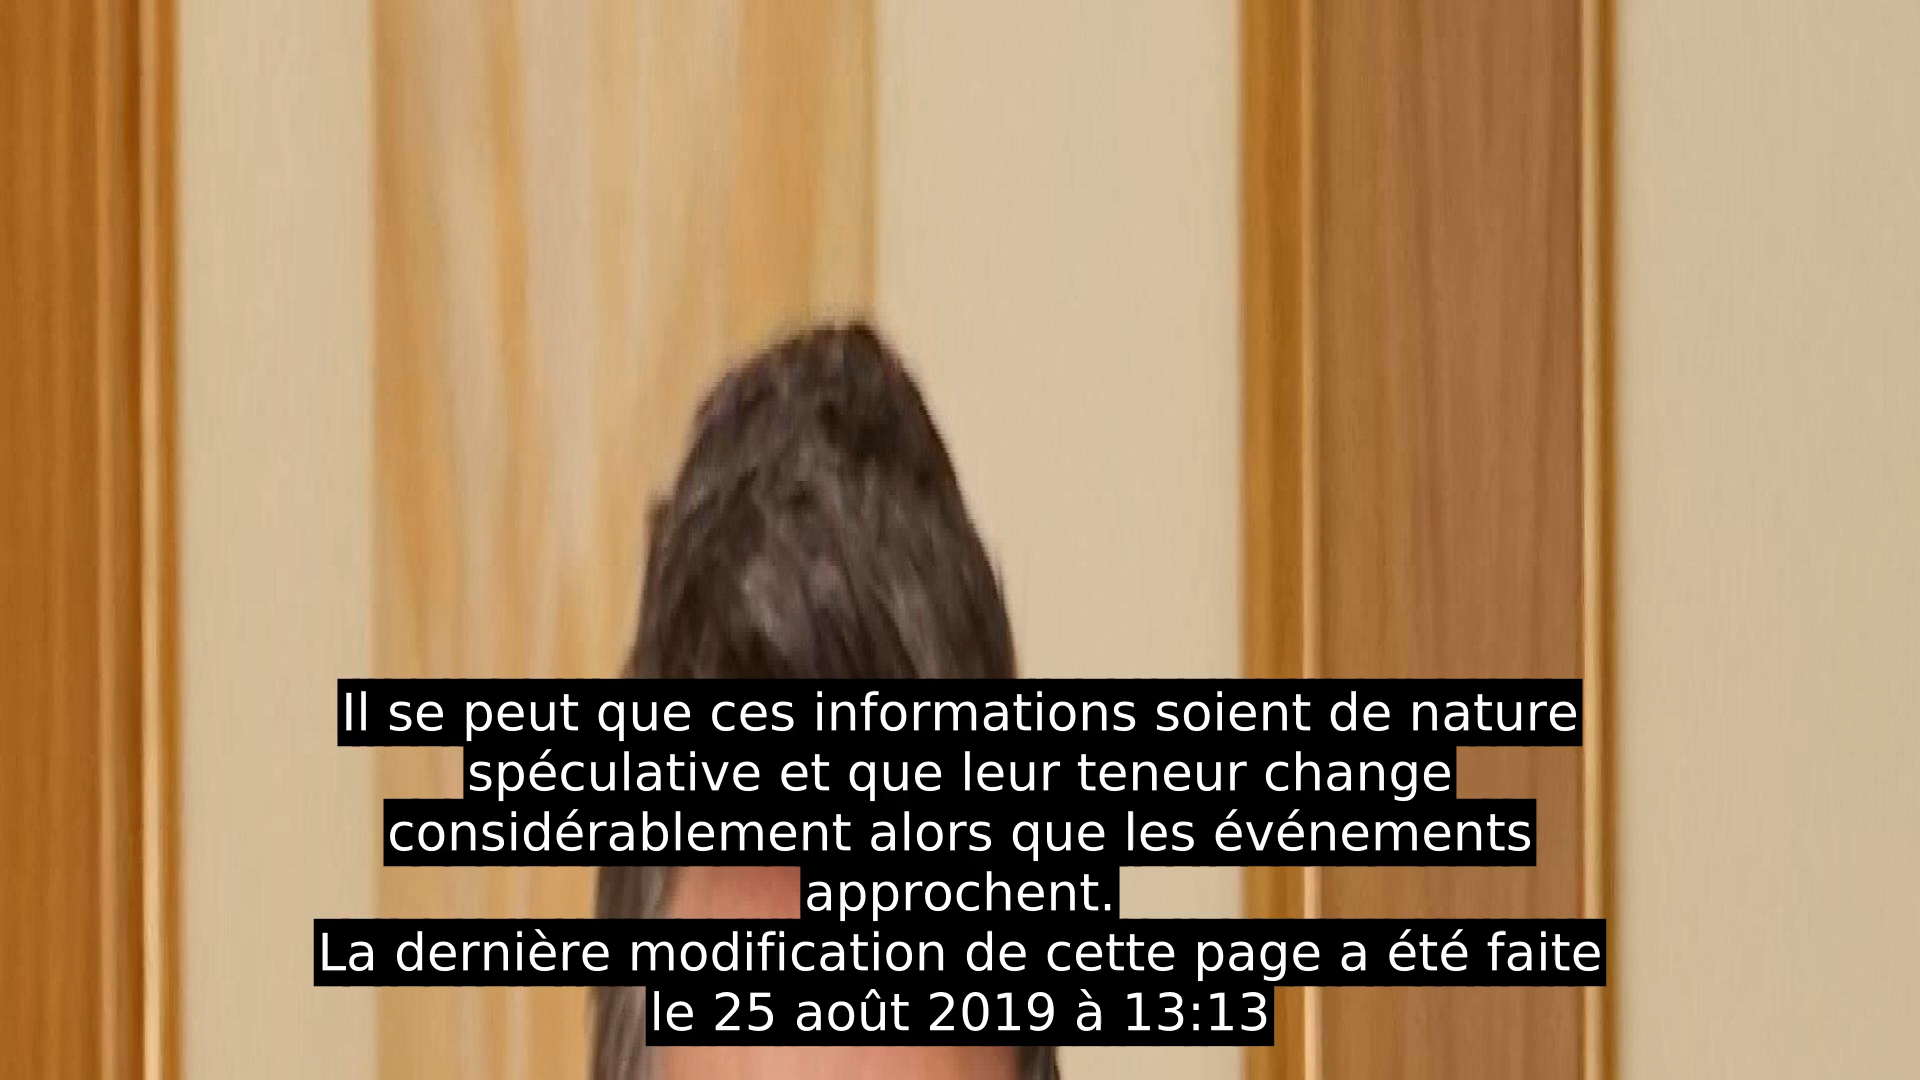 Il se peut que ces informations soient de nature
spéculative et que leur teneur change
considérablement alors que les événements
approchent.
La dernière modification de cette page a été faite
le 25 août 2019 à 13:13